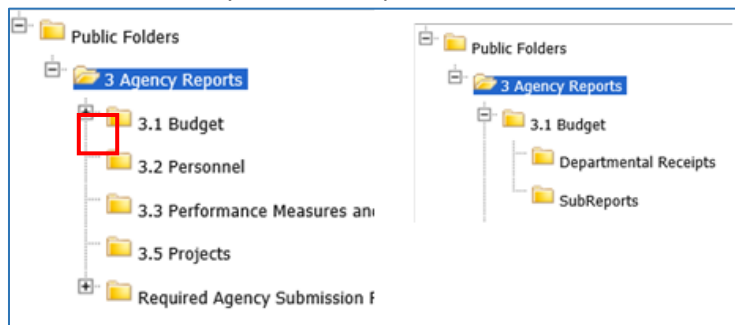 Public Folders
3 Agency Reports
3.1 Budget
3.2 Personnel
3.3 Performance Measures
3.5 Projects
Required Agency Submission
Public Folders
3 Agency Reports
3.1 Budget
Departmental Receipts
SubReports